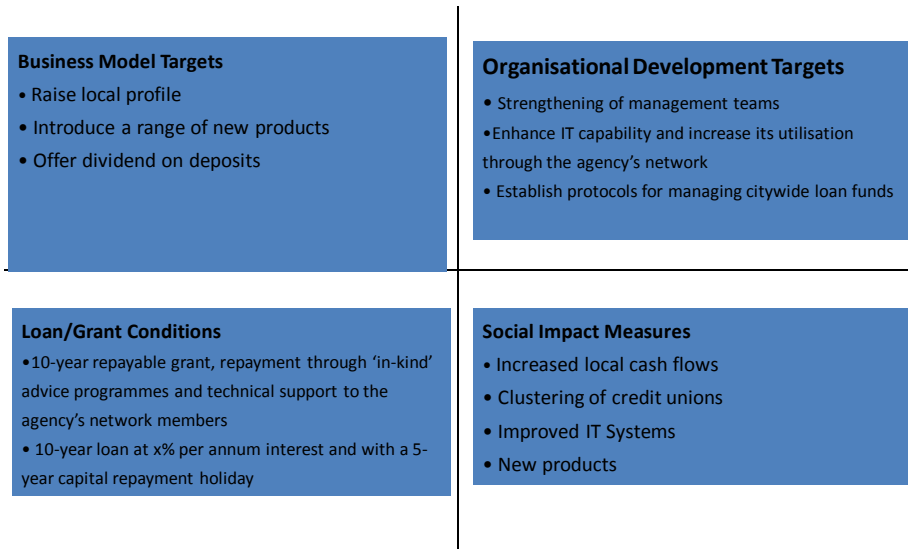 Business Model Targets
• Raise local profile
• Introduce a range of new products
• Offer dividend on deposits
Organisational Development Targets
• Strengthening of management teams
•Enhance IT capability and increase its utilisation
through the agency’s network
• Establish protocols for managing citywide loan funds
Loan/Grant Conditions
•10-year repayable grant, repayment through ‘in-kind’
advice programmes and technical support to the
agency’s network members
• 10-year loan at x% per annum interest and with a 5-
year capital repayment holiday
Social Impact Measures
• Increased local cash flows
• Clustering of credit unions
• Improved IT Systems
• New products